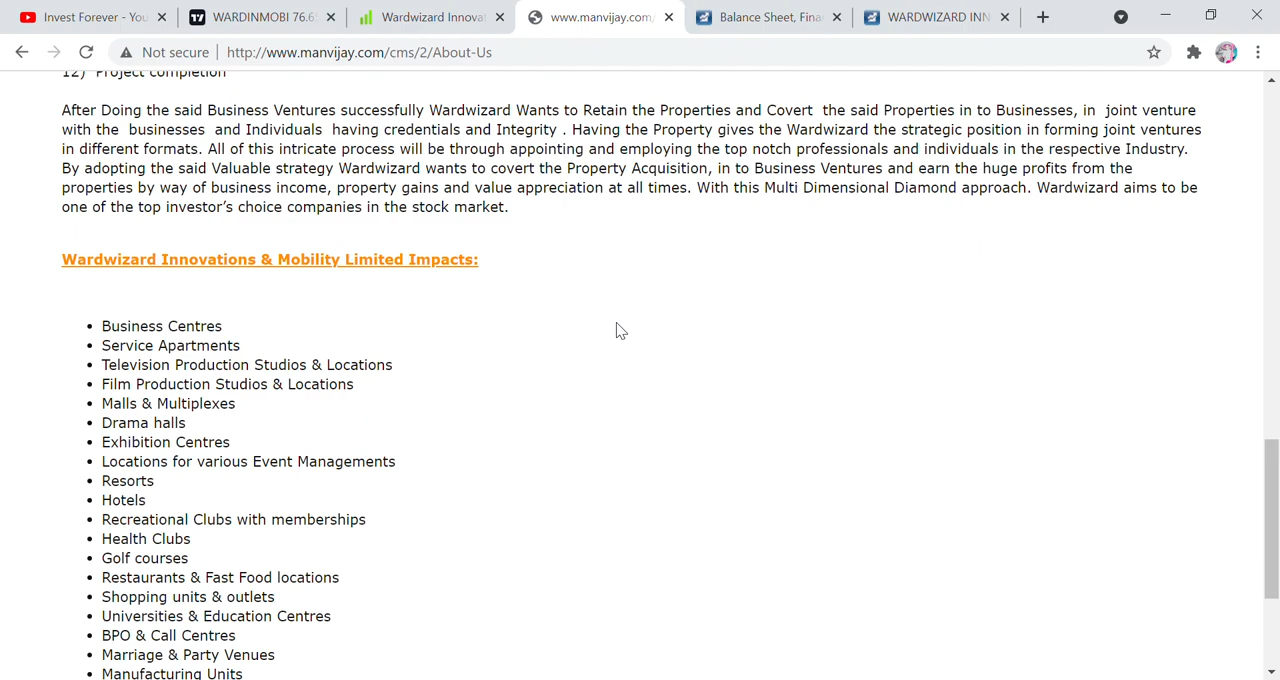 Invest Forever - You
WARDINMOBI 76.6
Wardwizard Innovat
www.manvijay.com/
Balance Sheet, Fina
WARDWIZARD INN
Not secure
http://www.manvijay.com/cms/2/About-Us
12) Project completion
After Doing the said Business Ventures successfully Wardwizard Wants to Retain the Properties and Covert the said Properties in to Businesses, in joint venture
with the businesses and Individuals having credentials and Integrity . Having the Property gives the Wardwizard the strategic position in forming joint ventures
in different formats. All of this intricate process will be through appointing and employing the top notch professionals and individuals in the respective Industry.
By adopting the said Valuable strategy Wardwizard wants to covert the Property Acquisition, in to Business Ventures and earn the huge profits from the
properties by way of business income, property gains and value appreciation at all times. With this Multi Dimensional Diamond approach. Wardwizard aims to be
one of the top investor's choice companies in the stock market.
Wardwizard Innovations & Mobility Limited Impacts:
• Business Centres
• Service Apartments
• Television Production Studios & Locations
• Film Production Studios & Locations
• Malls & Multiplexes
• Drama halls
• Exhibition Centres
• Locations for various Event Managements
• Resorts
• Hotels
• Recreational Clubs with memberships
• Health Clubs
• Golf courses
• Restaurants & Fast Food locations
• Shopping units & outlets
• Universities & Education Centres
• BPO & Call Centres
• Marriage & Party Venues
• Manufacturing Units